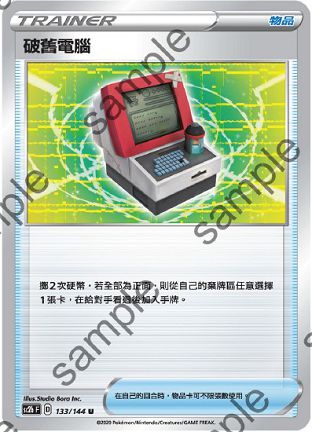 TRAINER
物品
破舊電腦
sample
sample
sample
sample
sample
sample
擲2次硬幣，若全部為正面，則從自己的棄牌區任意選擇
1張卡，在給對手看過後加入手牌。
Illus.Studio Bora Inc.
SC2b F D 133/144 U
在自己的回合時，物品卡可不限張數使用。
©2020 Pokémon/Nintendo/Creatures/GAME FREAK.